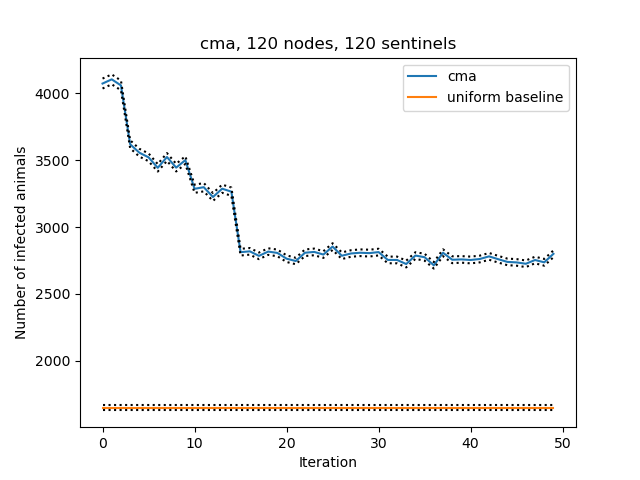 cma, 120 nodes, 120 sentinels
cma
uniform baseline
Number of infected animals
4000
3500
3000
2500
2000
0 10 20 30 40 50
Iteration